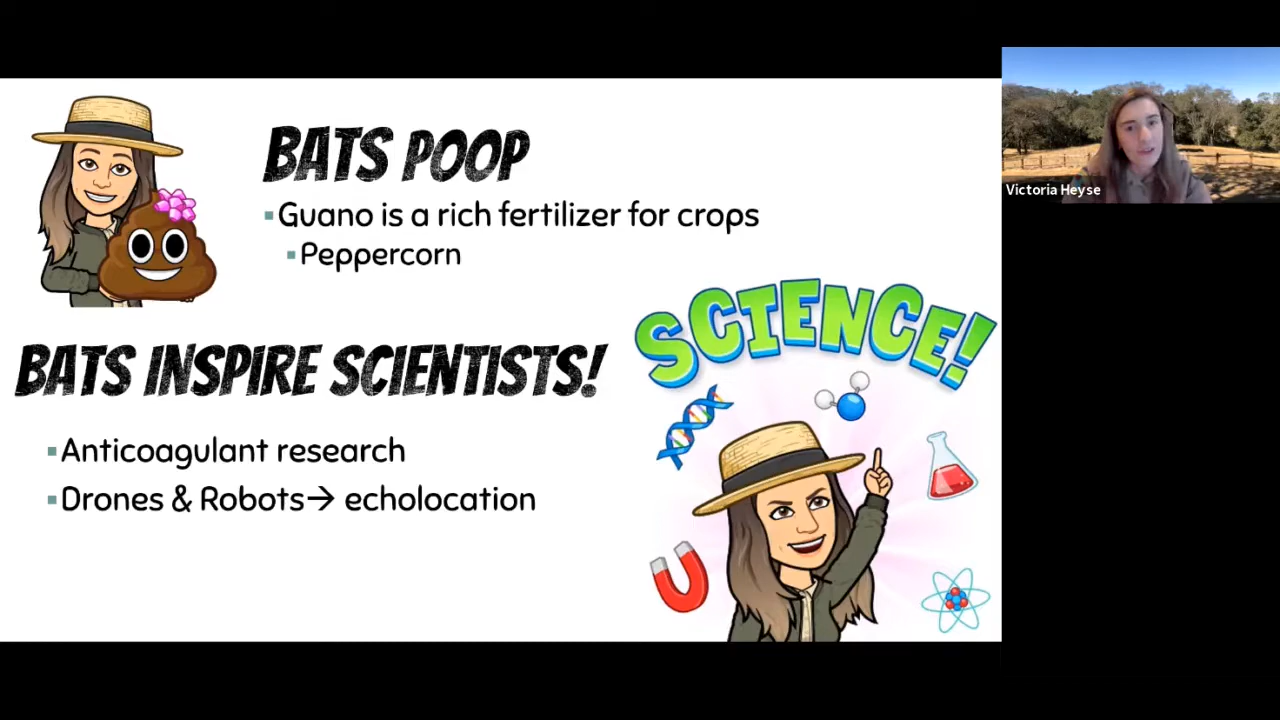 BATS POOP
▪Guano is a rich fertilizer for crops
▪Peppercorn
SCIENCE!
BATS INSPIRE SCIENTISTS!
▪Anticoagulant research
▪Drones & Robots→ echolocation
Victoria Heyse